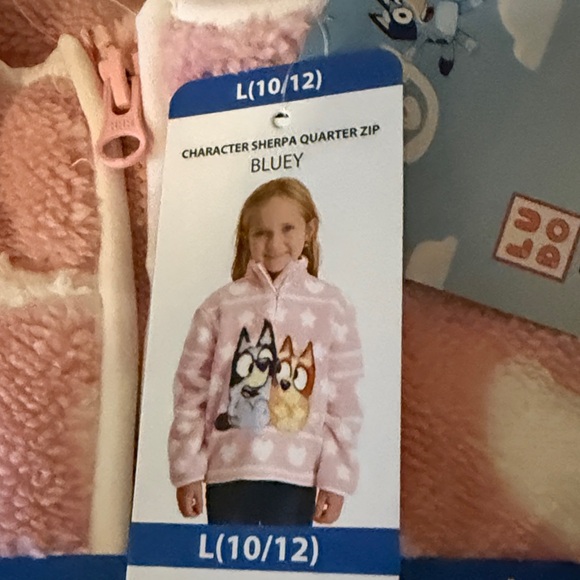 L(10/12)
CHARACTER SHERPA QUARTER ZIP
BLUEY
L(10/12)